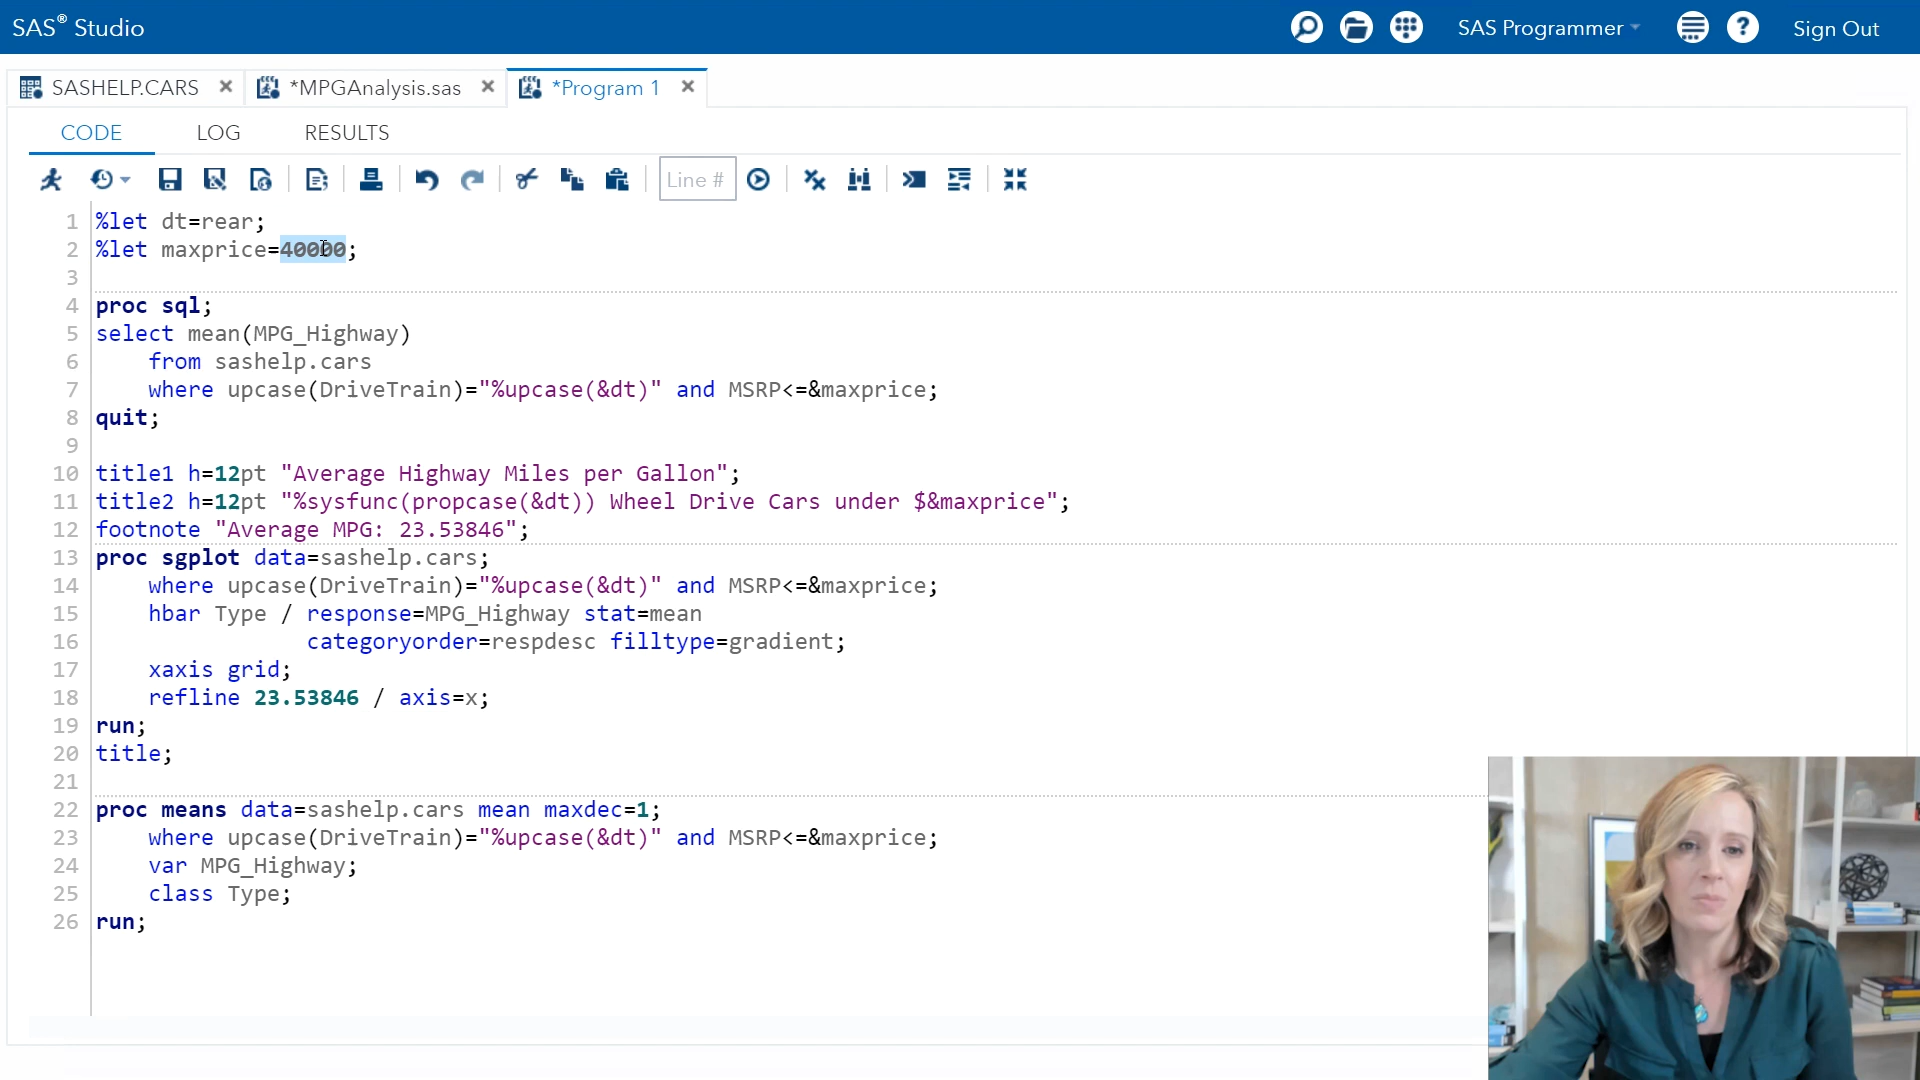 SAS® Studio
SAS Programmer
Sign Out
SASHELP.CARS
*MPGAnalysis.sas
*Program 1
CODE
LOG
RESULTS
Line #
1 %let dt=rear;
2 %let maxprice=40000;
3
4 proc sql;
5 select mean(MPG_Highway)
6 from sashelp.cars
7 where upcase(DriveTrain)="%upcase(&dt)" and MSRP<=&maxprice;
8 quit;
9
10 title1 h=12pt "Average Highway Miles per Gallon";
11 title2 h=12pt "%sysfunc(propcase(&dt)) Wheel Drive Cars under $&maxprice";
12 footnote "Average MPG: 23.53846";
13 proc sgplot data=sashelp.cars;
14 where upcase(DriveTrain)="%upcase(&dt)" and MSRP<=&maxprice;
15 hbar Type / response=MPG_Highway stat=mean
16 categoryorder=respdesc filltype=gradient;
17 xaxis grid;
18 refline 23.53846 / axis=x;
19 run;
20 title;
21
22 proc means data=sashelp.cars mean maxdec=1;
23 where upcase(DriveTrain)="%upcase(&dt)" and MSRP<=&maxprice;
24 var MPG_Highway;
25 class Type;
26 run;